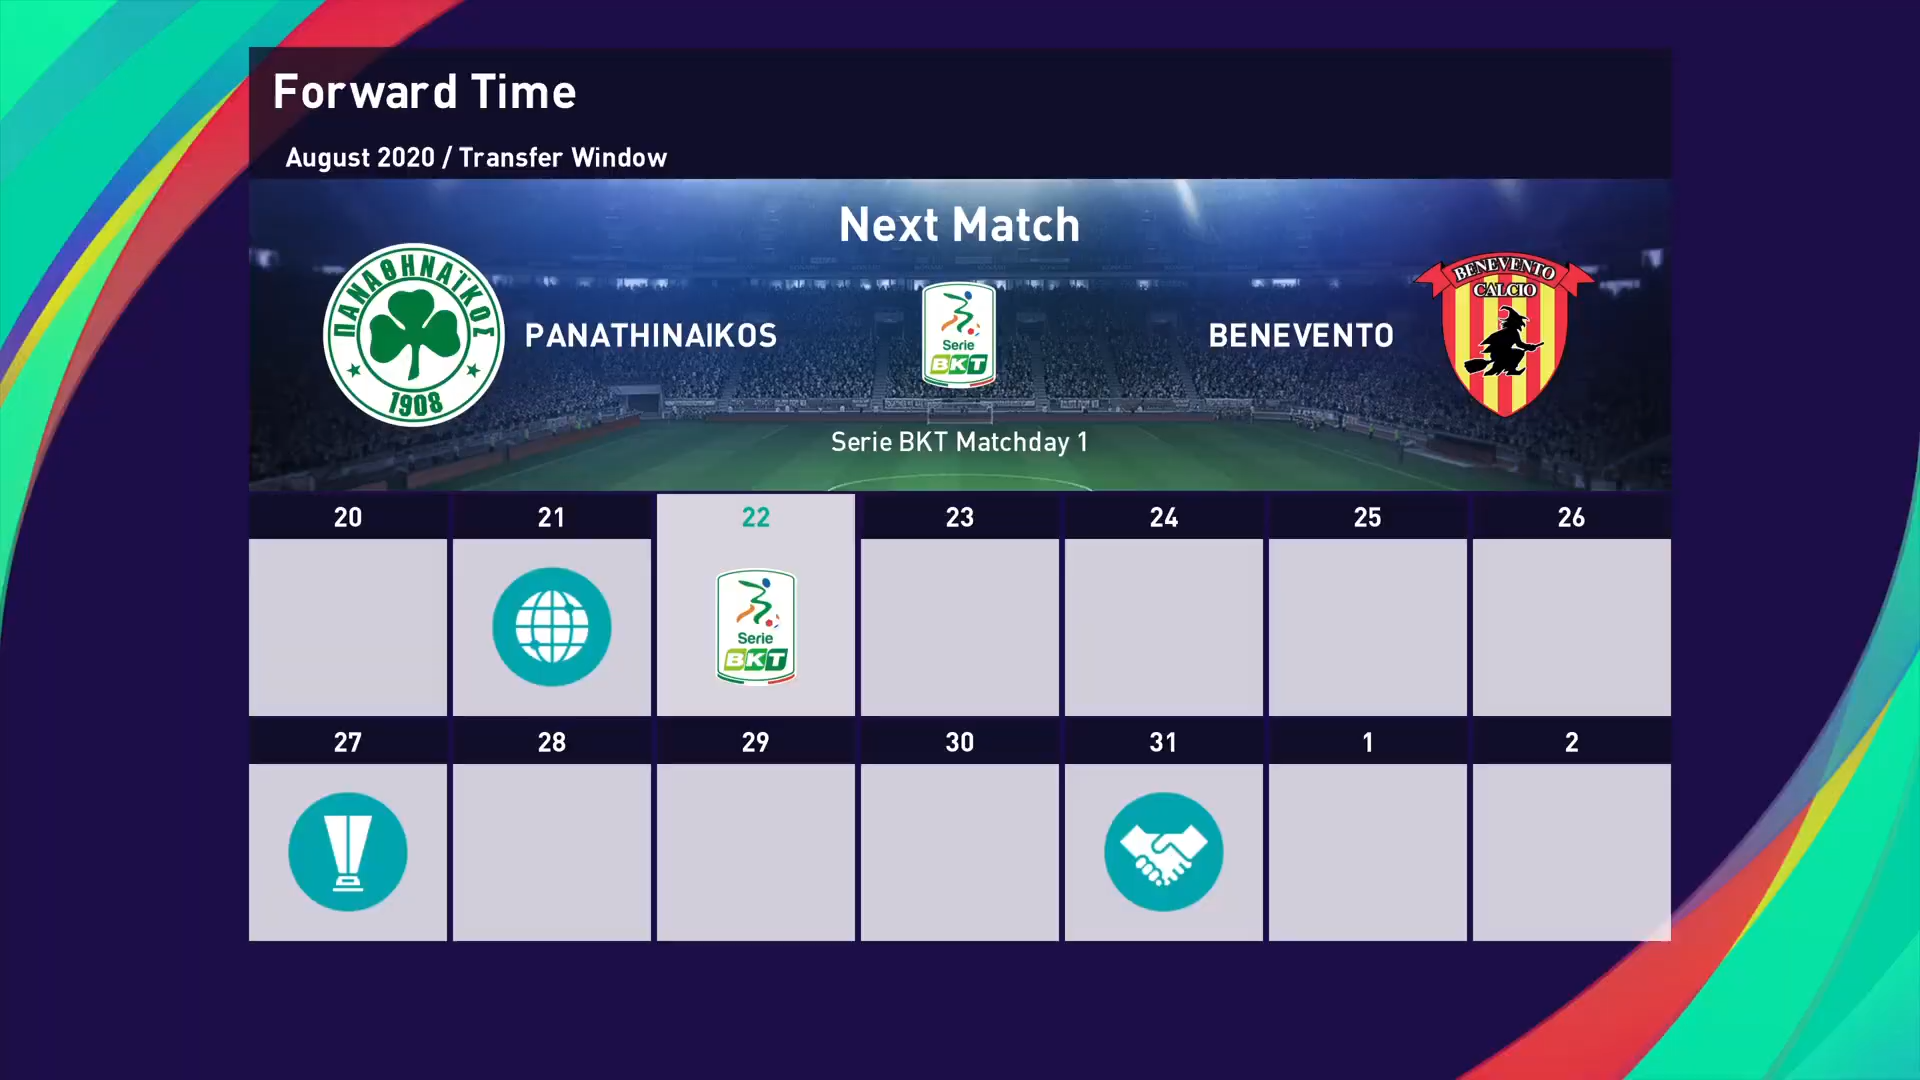 Forward Time
August 2020 / Transfer Window
Next Match
ΠΑΝΑΘΗΝΑΪΚΟΣ
1908
PANATHINAIKOS
Serie
BKT
BENEVENTO
BENEVENTO
CALCIO
Serie BKT Matchday 1
20 21 22 23 24 25 26
Serie
BKT
27 28 29 30 31 1 2